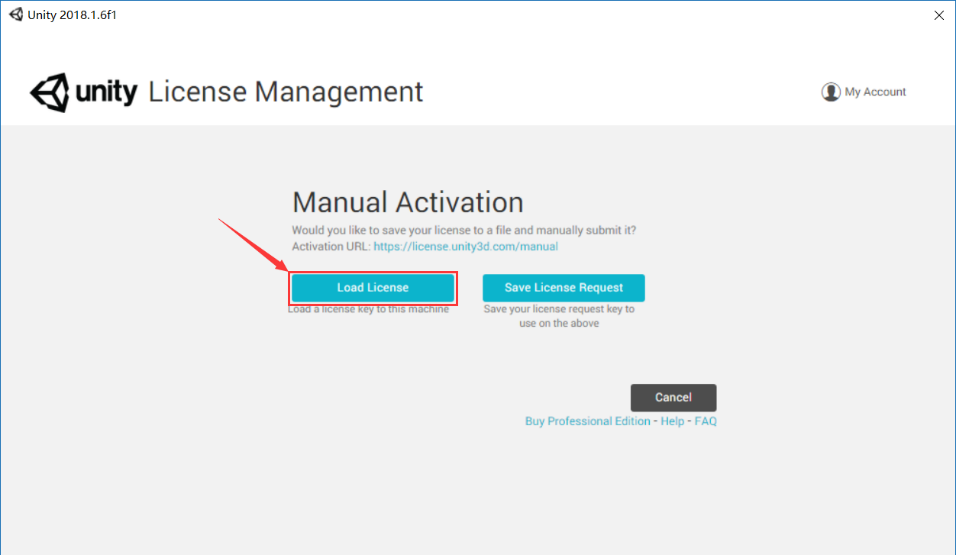 Unity 2018.1.6f1
unity License Management
My Account
Manual Activation
Would you like to save your license to a file and manually submit it?
Activation URL: https://license.unity3d.com/manual
Load License
Load a license key to this machine
Save License Request
Save your license request key to
use on the above
Cancel
Buy Professional Edition - Help - FAQ